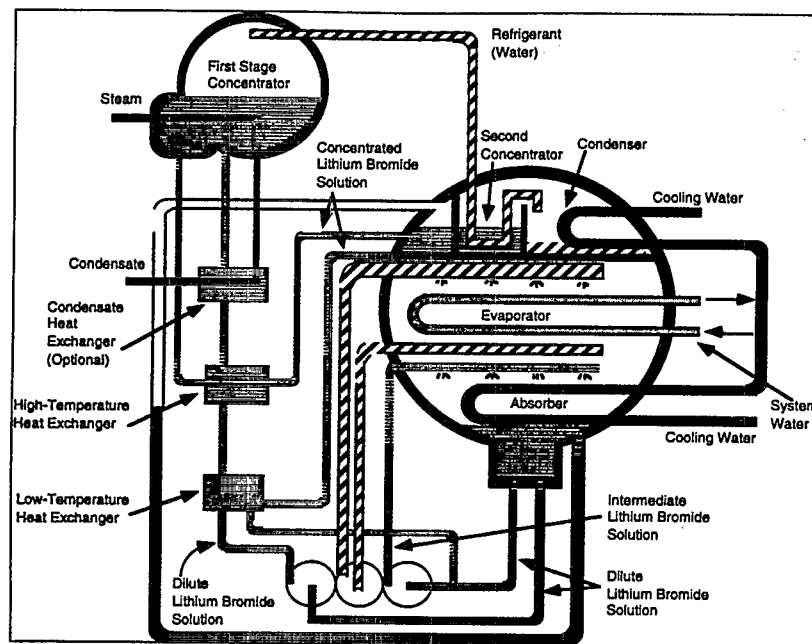 Refrigerant
(Water)
First Stage
Concentrator
Steam
Concentrated
Lithium Bromide
Solution
Second
Concentrator
Condenser
Cooling Water
Condensate
Condensate
Heat
Exchanger
(Optional)
Evaporator
High-Temperature
Heat Exchanger
Absorber
System
Water
Cooling Water
Low-Temperature
Heat Exchanger
Intermediate
Lithium Bromide
Solution
Dilute
Lithium Bromide
Solution
Dilute
Lithium Bromide
Solution